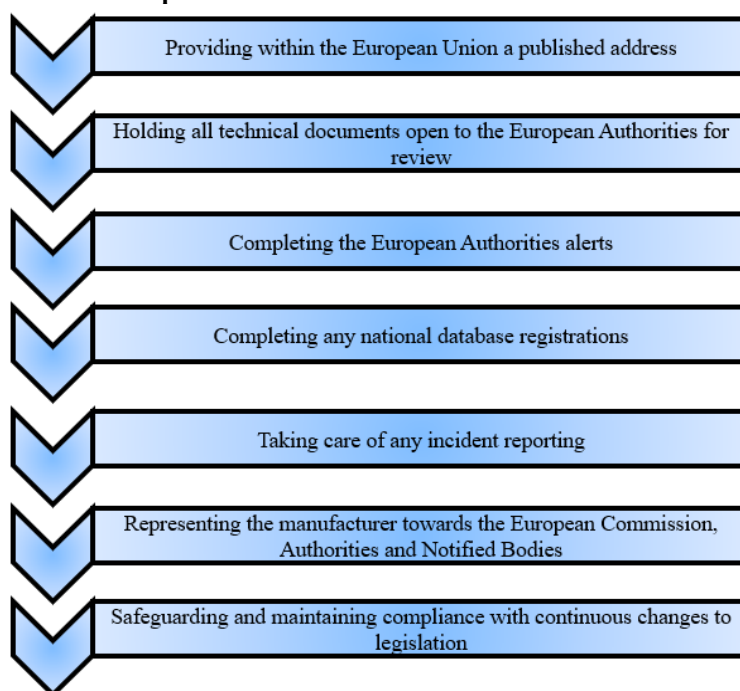 Providing within the European Union a published address
Holding all technical documents open to the European Authorities for
review
Completing the European Authorities alerts
Completing any national database registrations
Taking care of any incident reporting
Representing the manufacturer towards the European Commission,
Authorities and Notified Bodies
Safeguarding and maintaining compliance with continuous changes to
legislation